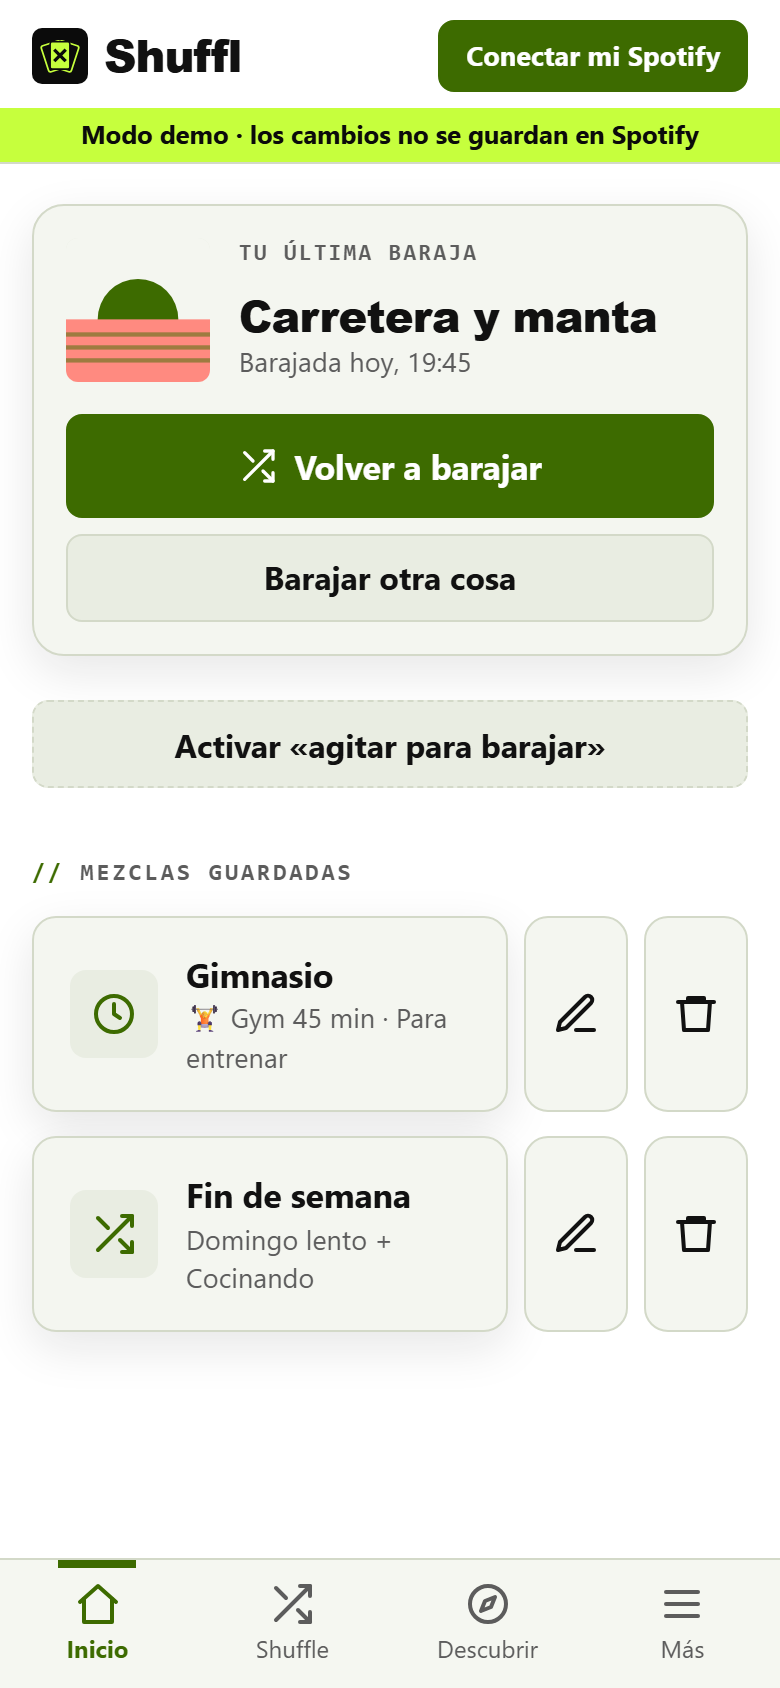 Shuffl
Conectar mi Spotify
Modo demo · los cambios no se guardan en Spotify
TU ÚLTIMA BARAJA
Carretera y manta
Barajada hoy, 19:45
Volver a barajar
Barajar otra cosa
Activar «agitar para barajar»
// MEZCLAS GUARDADAS
Gimnasio
🏋️ Gym 45 min · Para
entrenar
Fin de semana
Domingo lento +
Cocinando
Inicio
Shuffle
Descubrir
Más